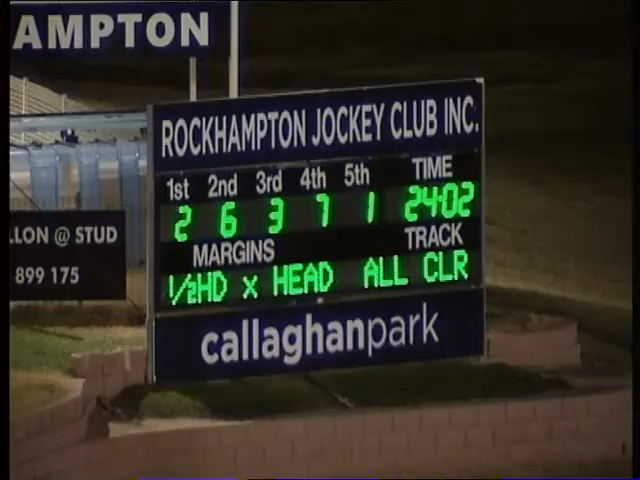 AMPTON
ROCKHAMPTON JOCKEY CLUB INC.
1st 2nd 3rd 4th 5th TIME
2 6 3 7 1 24:02
MARGINS TRACK
1/2HD x HEAD ALL CLR
callaghanpark
LLON @ STUD
899 175